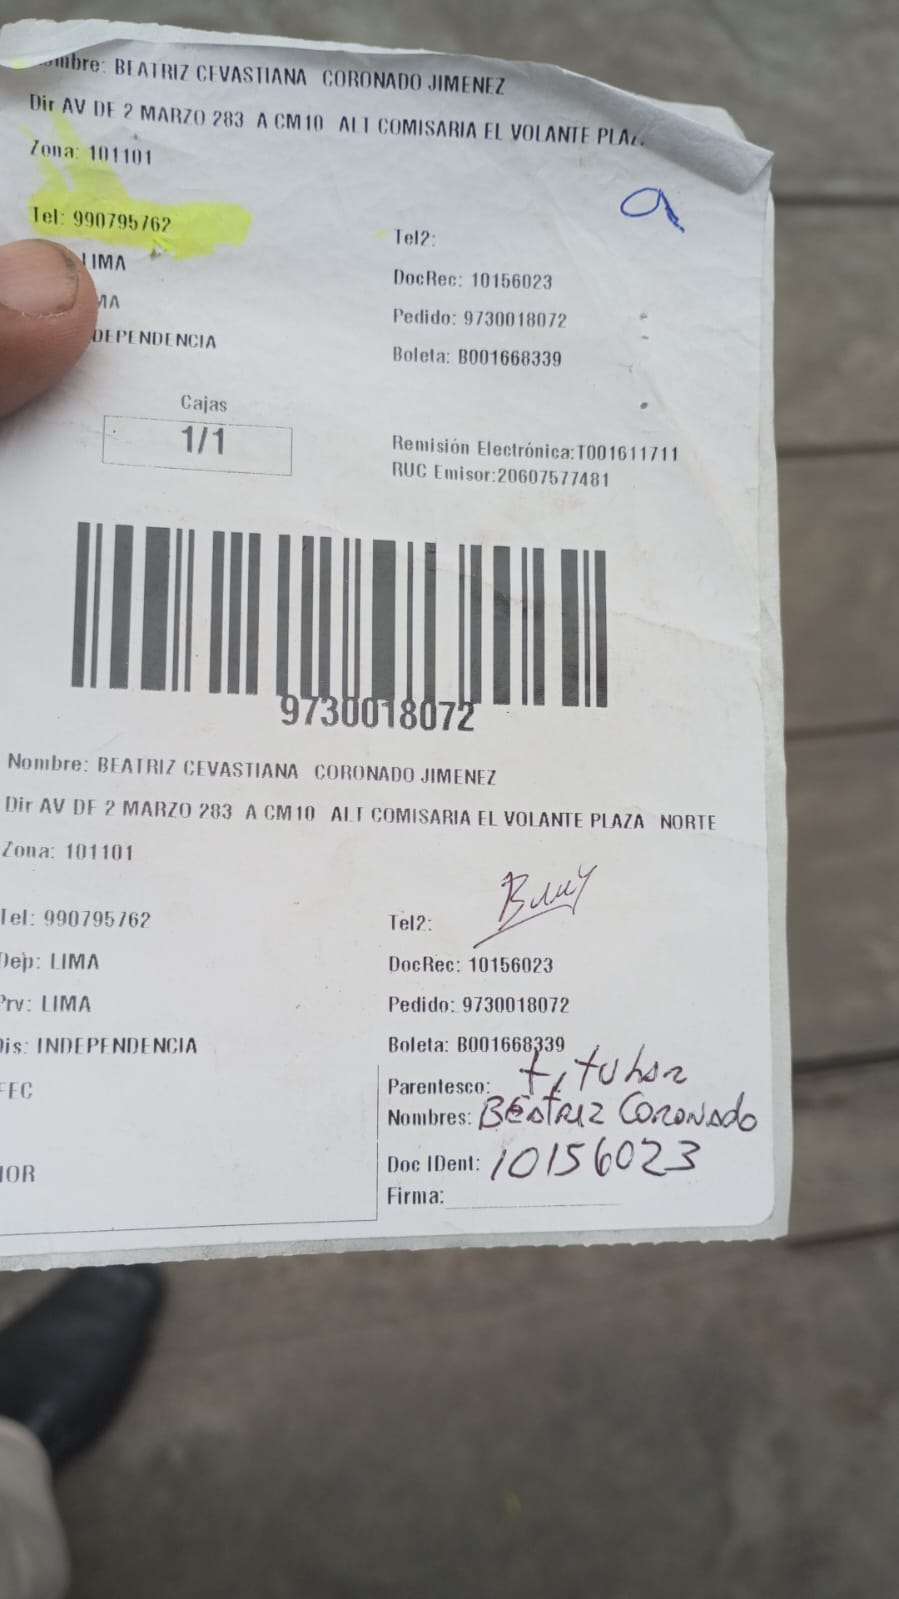 mbre: BEATRIZ CEVASTIANA CORONADO JIMENEZ
Dir AV DE 2 MARZO 283 A CM10 ALT COMISARIA EL VOLANTE PLAZ
Zona: 101101
Tel: 990795762
Tel2:
LIMA
DocRec: 10156023
MA
Pedido: 9730018072
DEPENDENCIA
Boleta: B001668339
Cajas
1/1
Remisión Electrónica:T001611711
RUC Emisor:20607577481
9730018072
Nombre: BEATRIZ CEVASTIANA CORONADO JIMENEZ
Dir AV DE 2 MARZO 283 A CM10 ALT COMISARIA EL VOLANTE PLAZA NORTE
Zona: 101101
Tel: 990795762
Tel2:
Dep: LIMA
DocRec: 10156023
Prv: LIMA
Pedido: 9730018072
Dis: INDEPENDENCIA
Boleta: B001668339
FEC
Parentesco: titular
Nombres: BEATRIZ CORONADO
Doc IDent: 10156023
IOR
Firma: